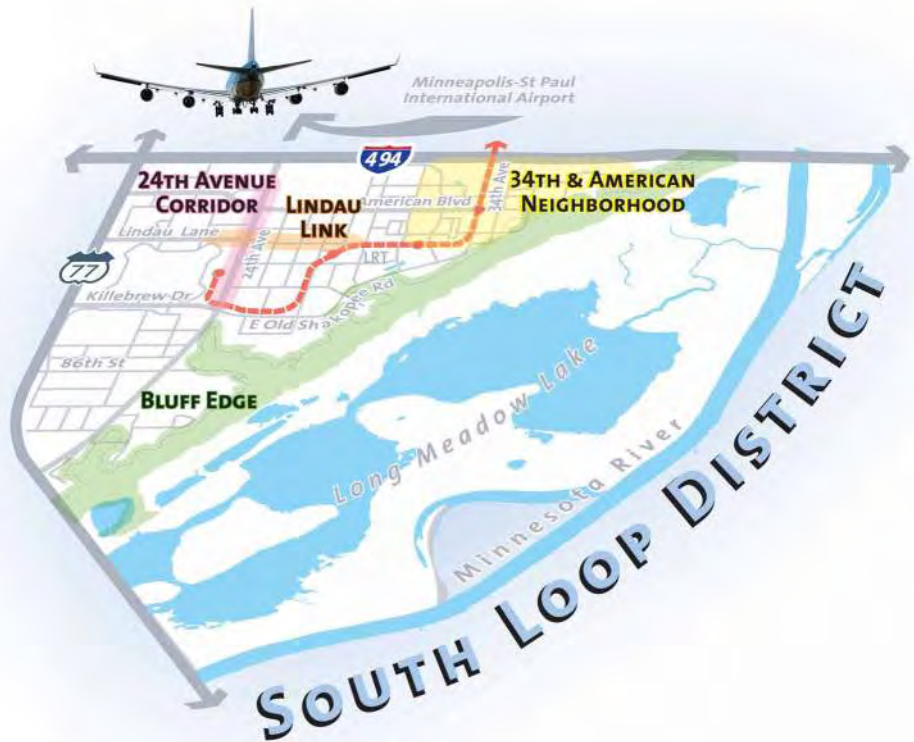 Minneapolis-St Paul
International Airport
494
24TH AVENUE
CORRIDOR
LINDAU
LINK
American Blvd
34th Ave
34TH & AMERICAN
NEIGHBORHOOD
Lindau Lane
24th Ave
LRT
77
Killebrew Dr
E Old Shakopee Rd
86th St
BLUFF EDGE
Long Meadow Lake
Minnesota River
SOUTH LOOP DISTRICT